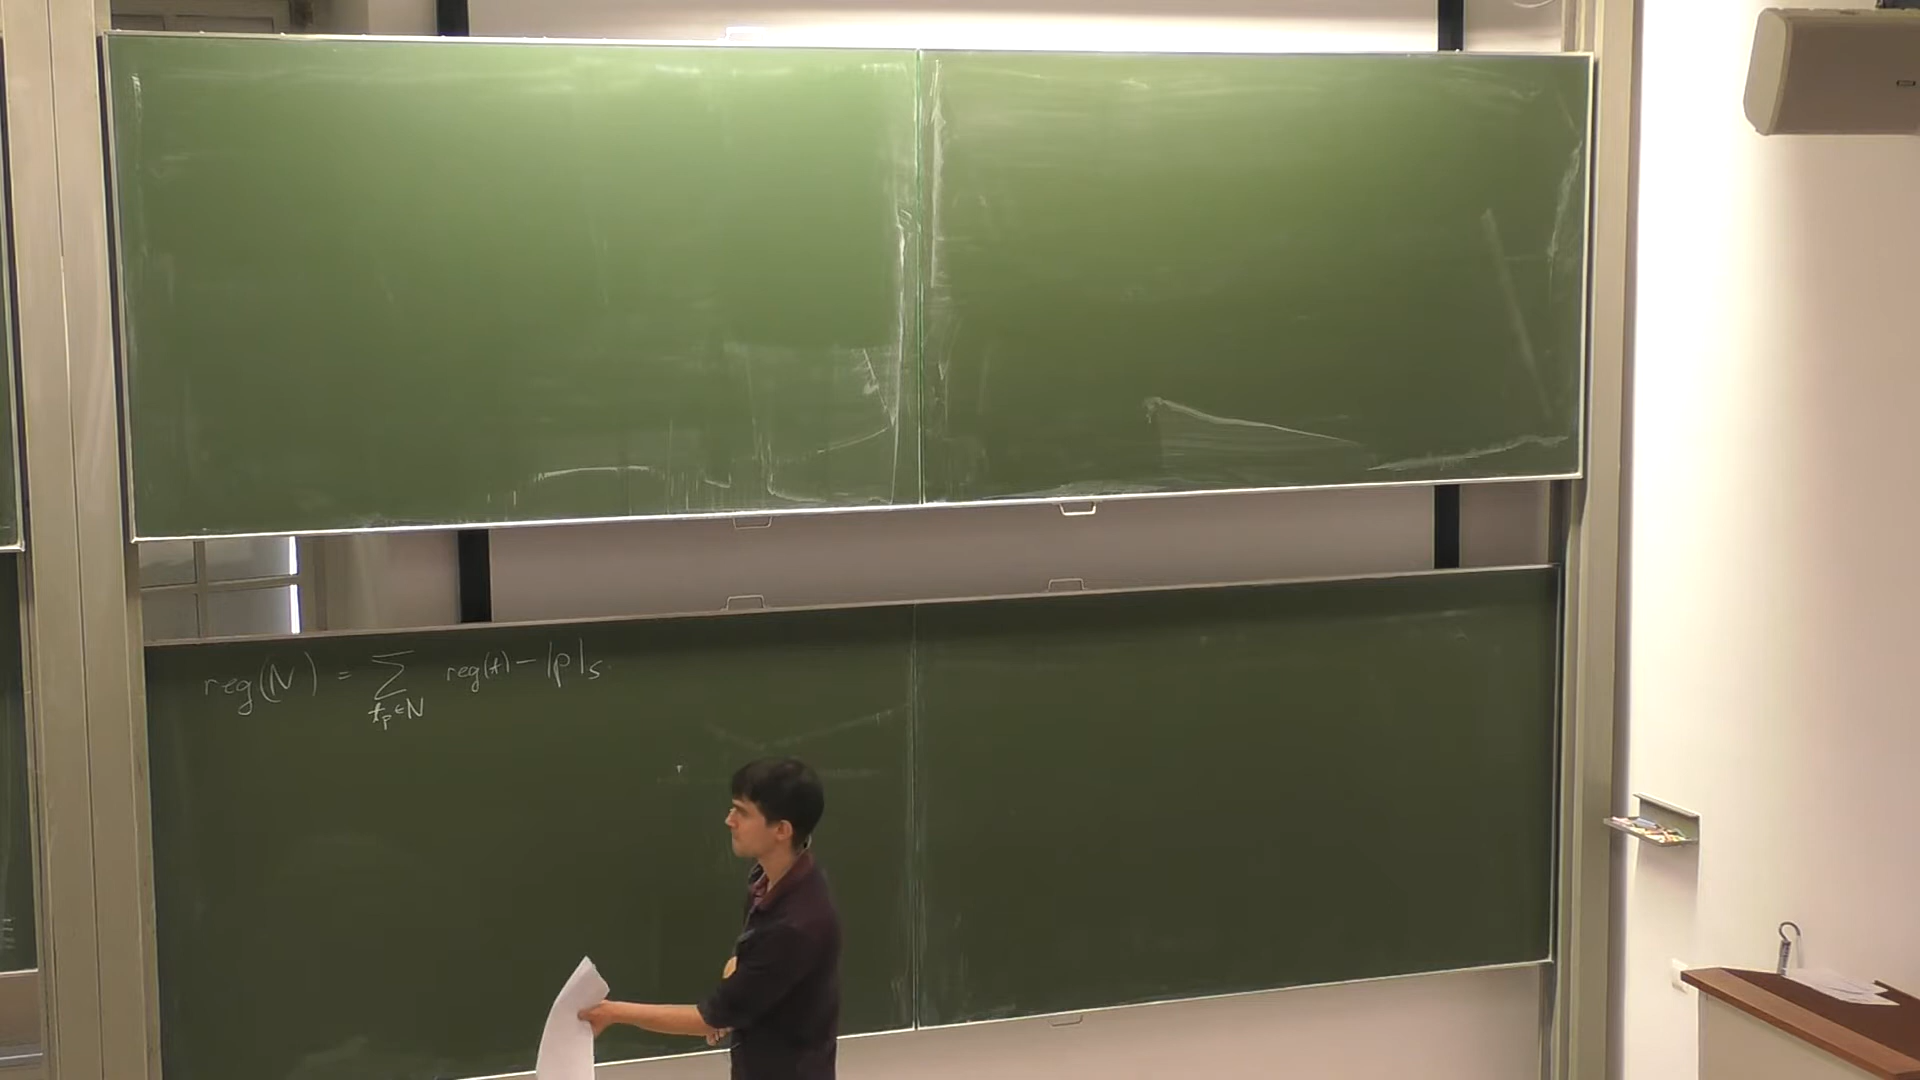 reg(N) = ∑ reg(t) - |p|s
t_p ∈ N